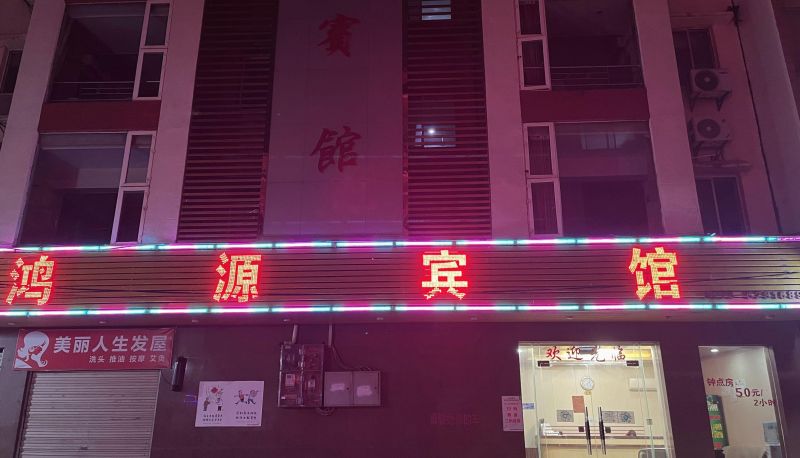 賓
館
鸿源宾馆
美丽人生发屋
洗头 推油 按摩 艾灸
欢迎光临
钟点房
50元/
2小时